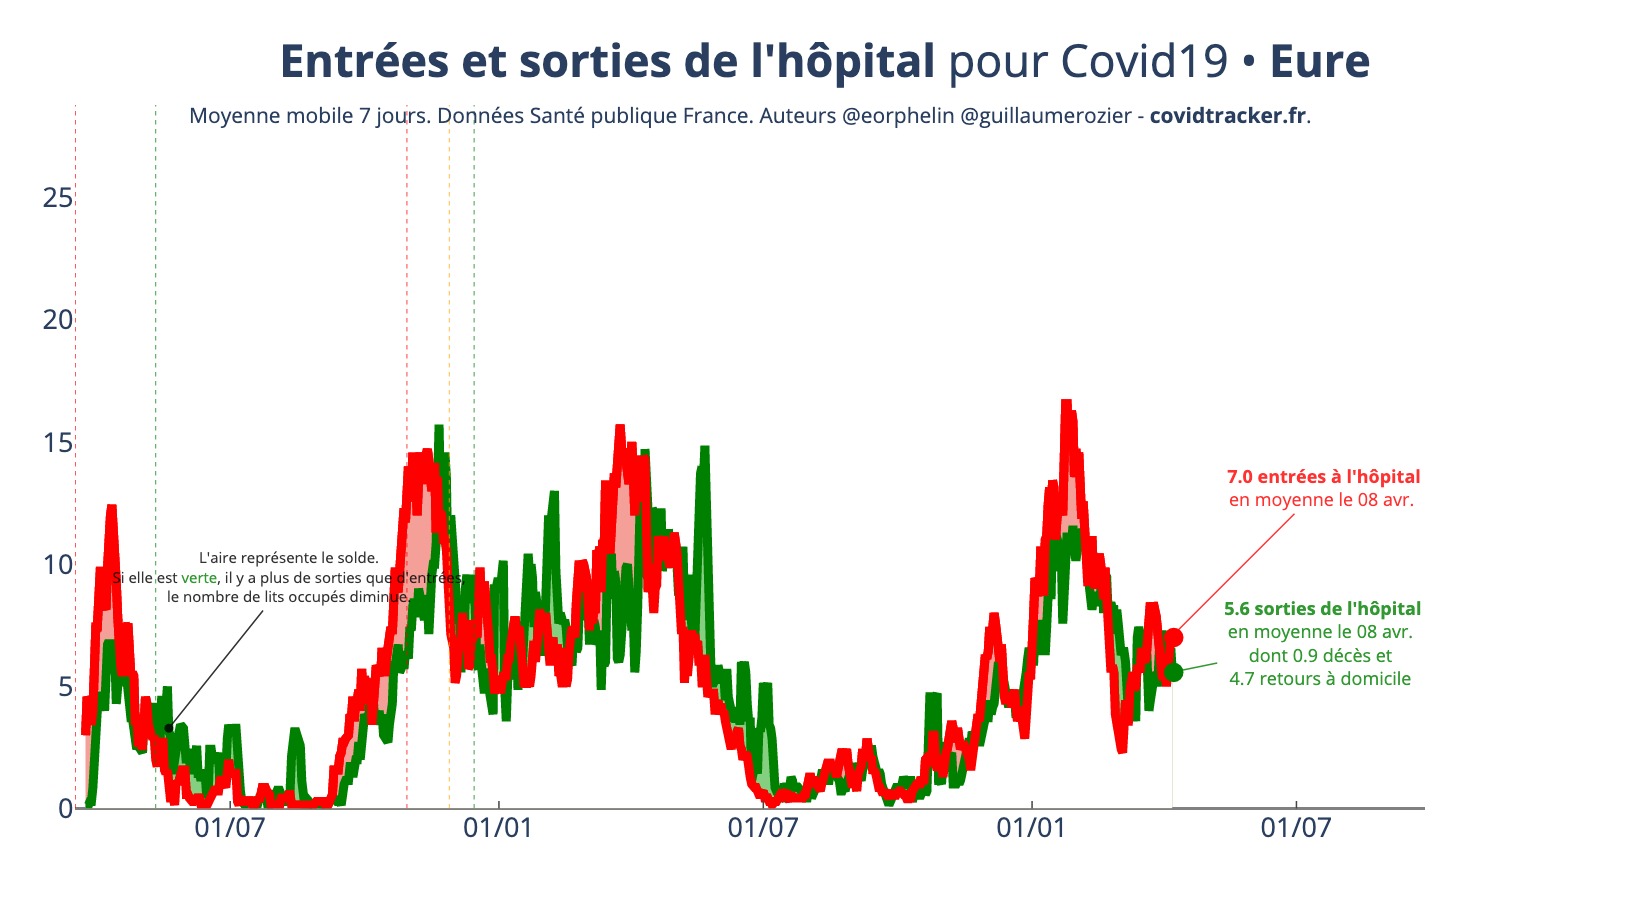 Entrées et sorties de l'hôpital pour Covid19 • Eure
Moyenne mobile 7 jours. Données Santé publique France. Auteurs @eorphelin @guillaumerozier - covidtracker.fr.
25
20
15
10
5
0
L'aire représente le solde.
Si elle est verte, il y a plus de sorties que d'entrées,
le nombre de lits occupés diminue.
7.0 entrées à l'hôpital
en moyenne le 08 avr.
5.6 sorties de l'hôpital
en moyenne le 08 avr.
dont 0.9 décès et
4.7 retours à domicile
01/07
01/01
01/07
01/01
01/07